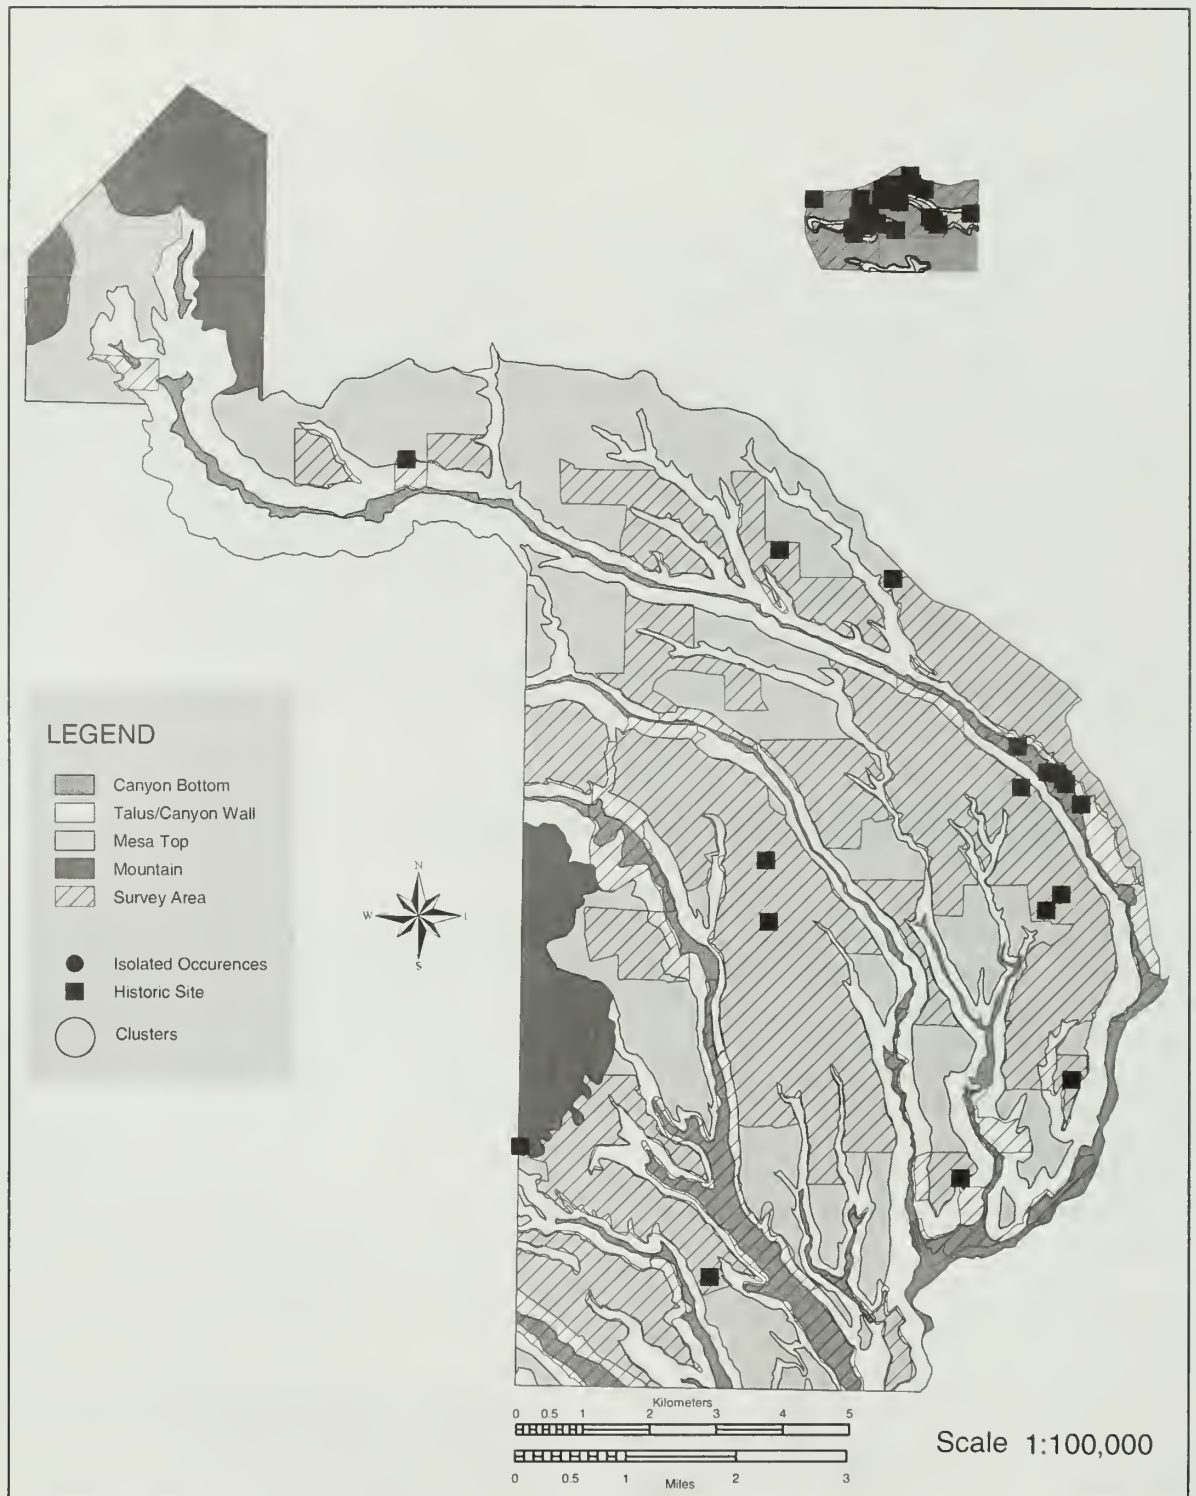 LEGEND
Canyon Bottom
Talus/Canyon Wall
Mesa Top
Mountain
Survey Area
Isolated Occurences
Historic Site
Clusters
N
W
S
Kilometers
0 0.5 1 2 3 4 5
0 0.5 1 2 3
Miles
Scale 1:100,000